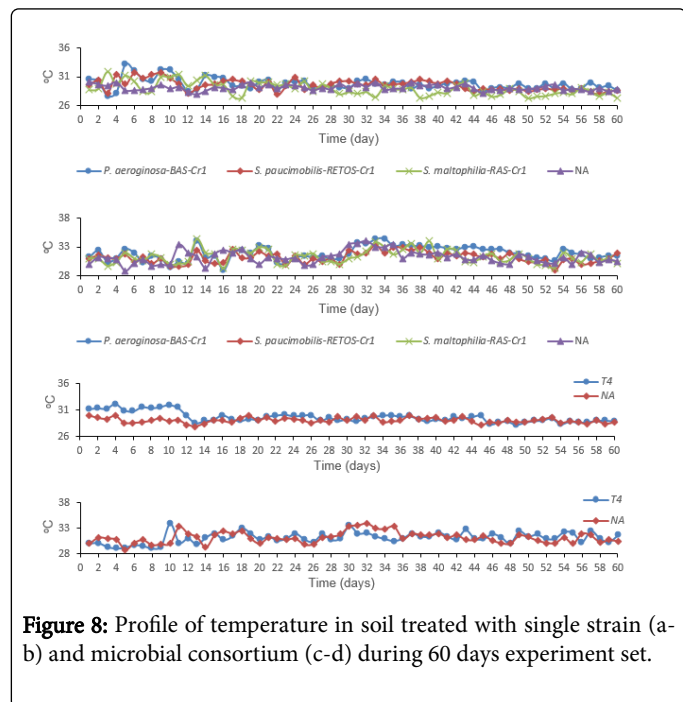 36
31
26
°C
0 2 4 6 8 10 12 14 16 18 20 22 24 26 28 30 32 34 36 38 40 42 44 46 48 50 52 54 56 58 60
Time (day)
P. aeroginosa-BAS-Cr1 S. paucimobilis-RETOS-Cr1 S. maltophilia-RAS-Cr1 NA
38
33
28
°C
0 2 4 6 8 10 12 14 16 18 20 22 24 26 28 30 32 34 36 38 40 42 44 46 48 50 52 54 56 58 60
Time (day)
P. aeroginosa-BAS-Cr1 S. paucimobilis-RETOS-Cr1 S. maltophilia-RAS-Cr1 NA
T4
NA
36
31
26
°C
0 2 4 6 8 10 12 14 16 18 20 22 24 26 28 30 32 34 36 38 40 42 44 46 48 50 52 54 56 58 60
Time (days)
T4
NA
38
33
28
°C
0 2 4 6 8 10 12 14 16 18 20 22 24 26 28 30 32 34 36 38 40 42 44 46 48 50 52 54 56 58 60
Time (days)
Figure 8: Profile of temperature in soil treated with single strain (a-
b) and microbial consortium (c-d) during 60 days experiment set.